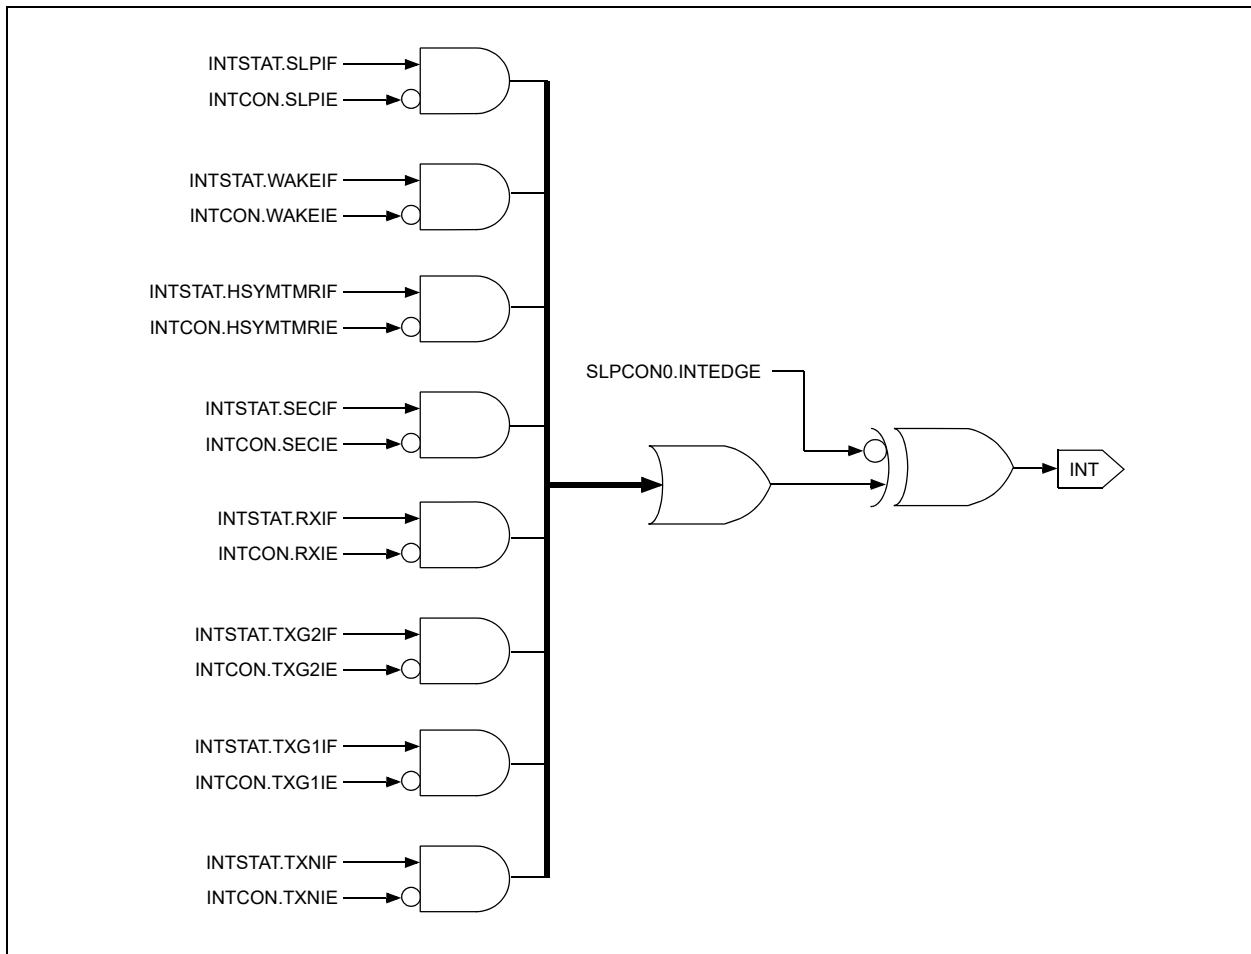 INTSTAT.SLPIF
INTCON.SLPIE
INTSTAT.WAKEIF
INTCON.WAKEIE
INTSTAT.HSYMTMRIF
INTCON.HSYMTMRIE
SLPCON0.INTEDGE
INTSTAT.SECIF
INTCON.SECIE
INT
INTSTAT.RXIF
INTCON.RXIE
INTSTAT.TXG2IF
INTCON.TXG2IE
INTSTAT.TXG1IF
INTCON.TXG1IE
INTSTAT.TXNIF
INTCON.TXNIE